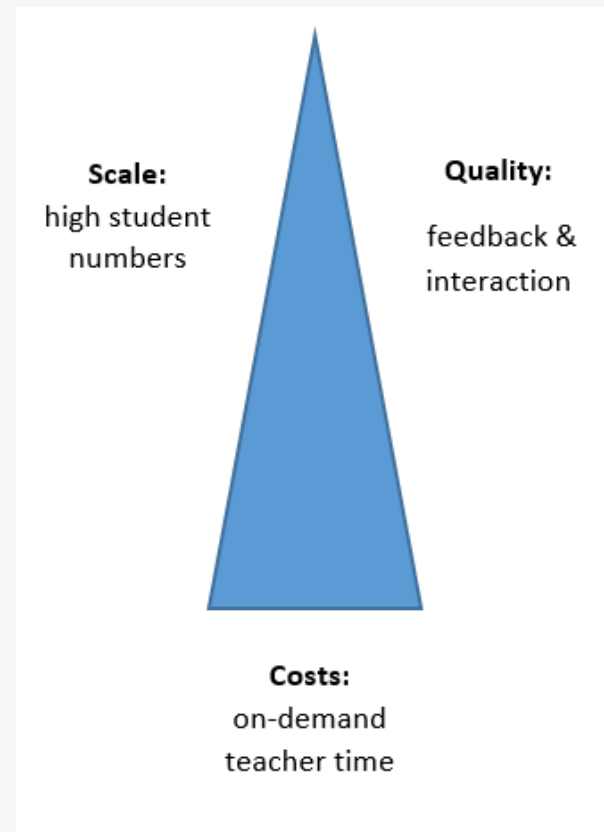 Scale:
high student
numbers
Quality:
feedback &
interaction
Costs:
on-demand
teacher time